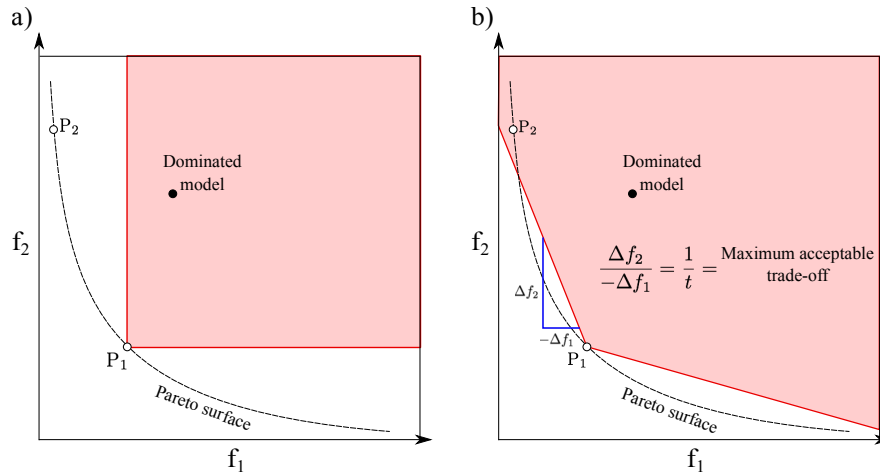 a)
P₂
Dominated
model
f₂
P₁
Pareto surface
f₁
b)
P₂
Dominated
model
f₂
Δf₂ / -Δf₁ = 1 / t = Maximum acceptable
trade-off
Δf₂
-Δf₁
P₁
Pareto surface
f₁